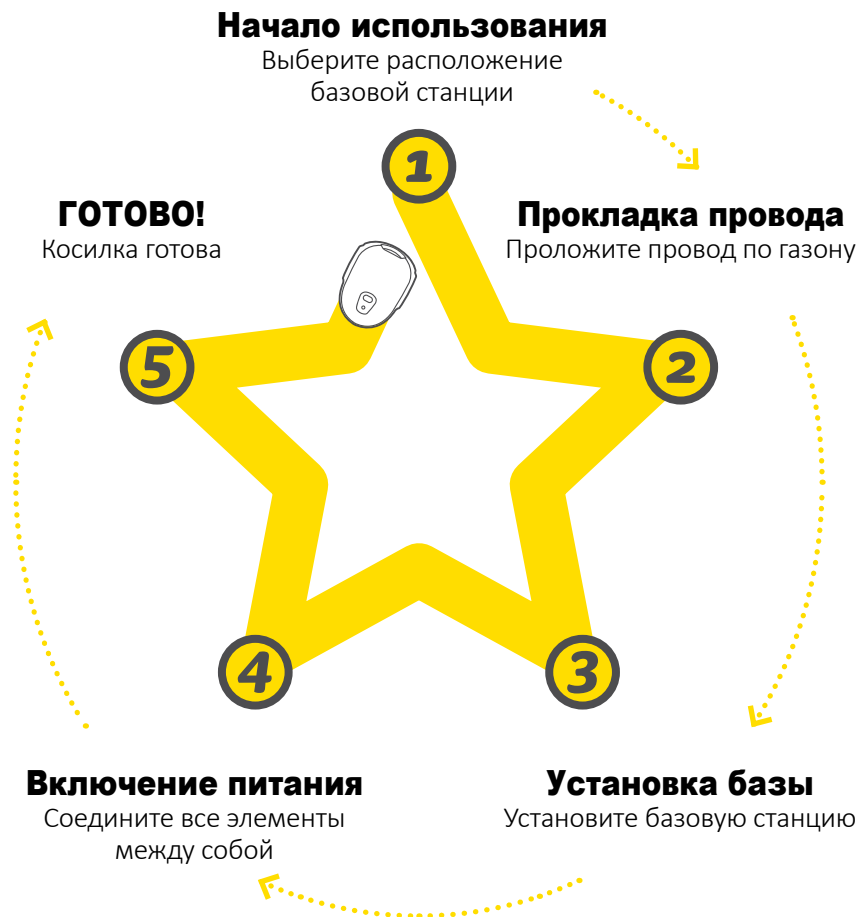 Начало использования
Выберите расположение
базовой станции
1
Прокладка провода
Проложите провод по газону
2
Установка базы
Установите базовую станцию
3
Включение питания
Соедините все элементы
между собой
4
ГОТОВО!
Косилка готова
5